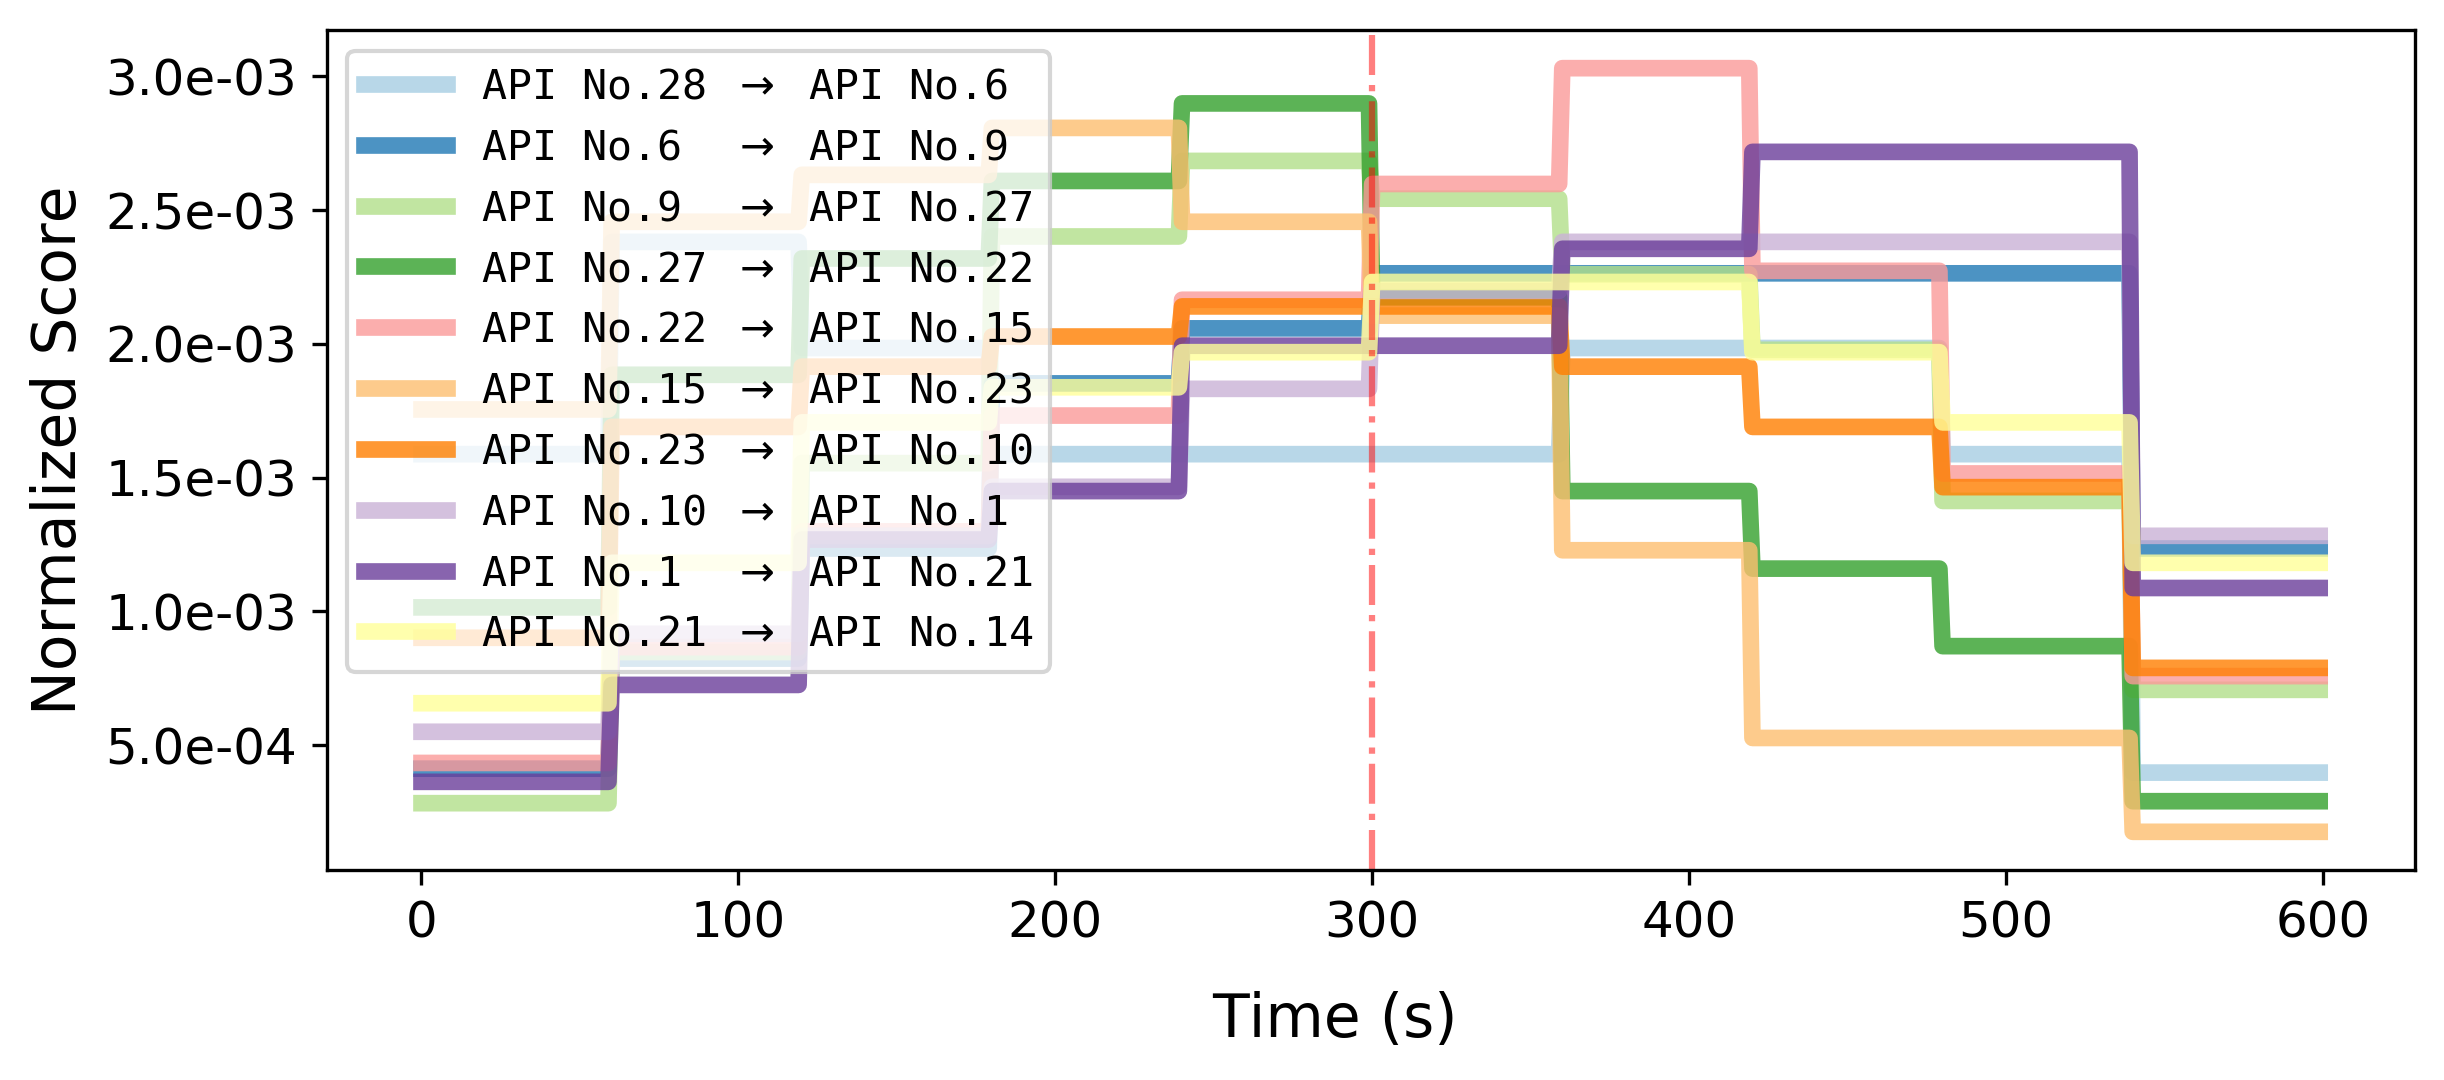 Normalized Score
3.0e-03
2.5e-03
2.0e-03
1.5e-03
1.0e-03
5.0e-04
API No.28 → API No.6
API No.6 → API No.9
API No.9 → API No.27
API No.27 → API No.22
API No.22 → API No.15
API No.15 → API No.23
API No.23 → API No.10
API No.10 → API No.1
API No.1 → API No.21
API No.21 → API No.14
0 100 200 300 400 500 600
Time (s)